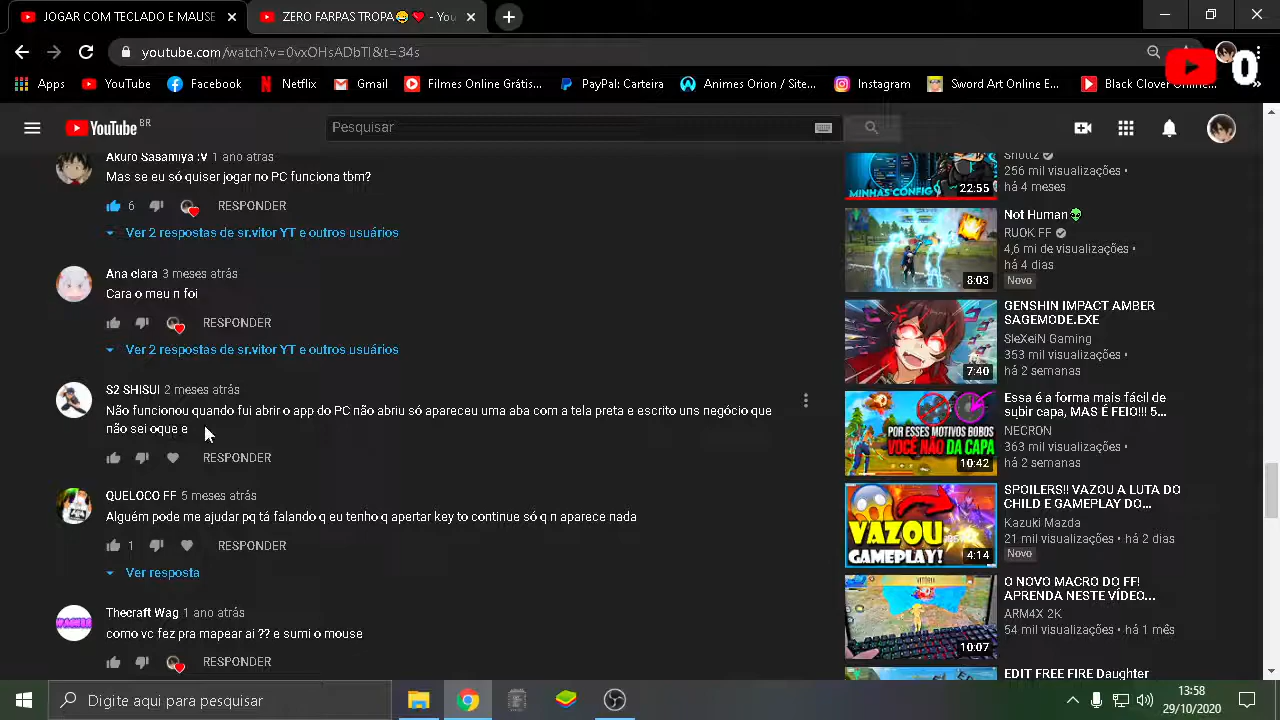 JOGAR COM TECLADO E MAUSE
ZERO FARPAS TROPA😂❤️ - You
youtube.com/watch?v=0vxOHsADbTI&t=34s
Apps
YouTube
Facebook
Netflix
Gmail
Filmes Online Grátis...
PayPal: Carteira
Animes Orion / Site...
Instagram
Sword Art Online E...
Black Clover Online...
0
YouTube BR
Pesquisar
Akuro Sasamiya :V 1 ano atrás
Mas se eu só quiser jogar no PC funciona tbm?
6 RESPONDER
Ver 2 respostas de sr.vitor YT e outros usuários
Ana clara 3 meses atrás
Cara o meu n foi
RESPONDER
Ver 2 respostas de sr.vitor YT e outros usuários
S2 SHISUI 2 meses atrás
Não funciono quando fui abrir o app do PC não abriu só apareceu uma aba com a tela preta e escrito uns negócio que
não sei oque e
RESPONDER
QUELOCO FF meses atrás
Alguém pode me ajudar pq tá falando q eu tenho q apertar key to continue só q n aparece nada
1 RESPONDER
Ver resposta
Thecraft Wag 1 ano atrás
como vc faz pra mapeai ?? e sumir o mouse
RESPONDER
MINHAS CONFIG
22:55
Shottz
256 mil visualizações •
há 4 meses
8:03
Not Human👽
RUOK FF
4,6 mi de visualizações •
há 4 dias
Novo
7:40
GENSHIN IMPACT AMBER
SAGEMODE.EXE
SleXeiN Gaming
353 mil visualizações •
há 2 semanas
POR ESSES MOTIVOS BOBOS
VOCÊ NÃO DA CAPA
10:42
Essa é a forma mais fácil de
subir capa, MAS É FEIO!!! 5...
NECRON
363 mil visualizações •
há 2 semanas
VAZOU
GAMEPLAY!
4:14
SPOILERS!! VAZOU A LUTA DO
CHILD E GAMEPLAY DO...
Kazuki Mazda
21 mil visualizações • há 2 dias
Novo
10:07
O NOVO MACRO DO FF!
APRENDA NESTE VÍDEO...
ARM4X 2K
54 mil visualizações • há 1 mês
EDIT FREE FIRE Daughter
Digite aqui para pesquisar
13:58
29/10/2020